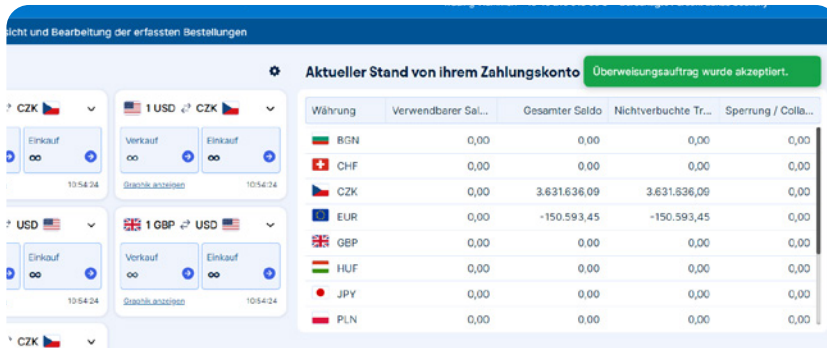 sicht und Bearbeitung der erfassten Bestellungen
Aktueller Stand von ihrem Zahlungskonto
Überweisungsauftrag wurde akzeptiert.
CZK
1 USD CZK
Einkauf
∞
Verkauf
∞
Einkauf
∞
10:54:24
Graphik anzeigen
10:54:24
USD
1 GBP USD
Einkauf
∞
Verkauf
∞
Einkauf
∞
10:54:24
Graphik anzeigen
10:54:24
CZK
Währung Verwendbarer Sal... Gesamter Saldo Nichtverbuchte Tr... Sperrung / Colla...
BGN 0,00 0,00 0,00 0,00
CHF 0,00 0,00 0,00 0,00
CZK 0,00 3.631.636,09 3.631.636,09 0,00
EUR 0,00 -150.593,45 -150.593,45 0,00
GBP 0,00 0,00 0,00 0,00
HUF 0,00 0,00 0,00 0,00
JPY 0,00 0,00 0,00 0,00
PLN 0,00 0,00 0,00 0,00